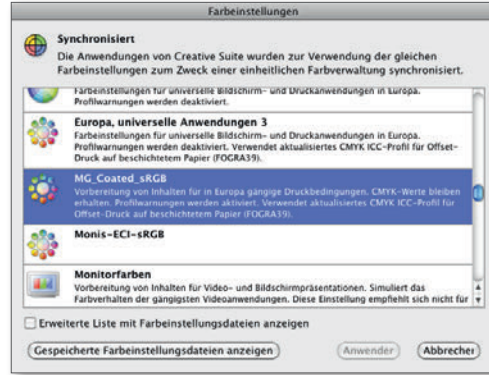 Farbeinstellungen
Synchronisiert
Die Anwendungen von Creative Suite wurden zur Verwendung der gleichen
Farbeinstellungen zum Zweck einer einheitlichen Farbverwaltung synchronisiert.
Farbeinstellungen für universelle Bildschirm- und Druckanwendungen in Europa.
Profilwarnungen werden deaktiviert.
Europa, universelle Anwendungen 3
Farbeinstellungen für universelle Bildschirm- und Druckanwendungen in Europa.
Profilwarnungen werden deaktiviert. Verwendet aktualisiertes CMYK ICC-Profil für Offset-
Druck auf beschichtetem Papier (FOGRA39).
MG_Coated_sRGB
Vorbereitung von Inhalten für in Europa gängige Druckbedingungen. CMYK-Werte bleiben
erhalten. Profilwarnungen werden aktiviert. Verwendet aktualisiertes CMYK ICC-Profil für
Offset-Druck auf beschichtetem Papier (FOGRA39).
Monis-ECI-sRGB
Monitorfarben
Vorbereitung von Inhalten für Video- und Bildschirmpräsentationen. Simuliert das
Farbverhalten der gängigsten Videoanwendungen. Diese Einstellung empfiehlt sich nicht für
Erweiterte Liste mit Farbeinstellungsdateien anzeigen
Gespeicherte Farbeinstellungsdateien anzeigen
Anwender
Abbrecher